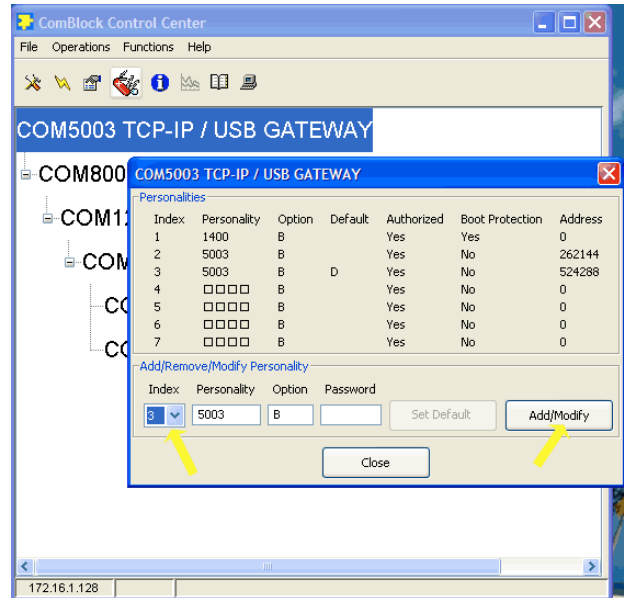 ComBlock Control Center
File Operations Functions Help
COM5003 TCP-IP / USB GATEWAY
COM800
COM5003 TCP-IP / USB GATEWAY
Personalities
Index Personality Option Default Authorized Boot Protection Address
1 1400 B Yes Yes 0
2 5003 B Yes No 262144
3 5003 B D Yes No 524288
4 □□□□ B Yes No 0
5 □□□□ B Yes No 0
6 □□□□ B Yes No 0
7 □□□□ B Yes No 0
COM1
COM
Add/Remove/Modify Personality
Index Personality Option Password
3 5003 B Set Default Add/Modify
Close
172.16.1.128